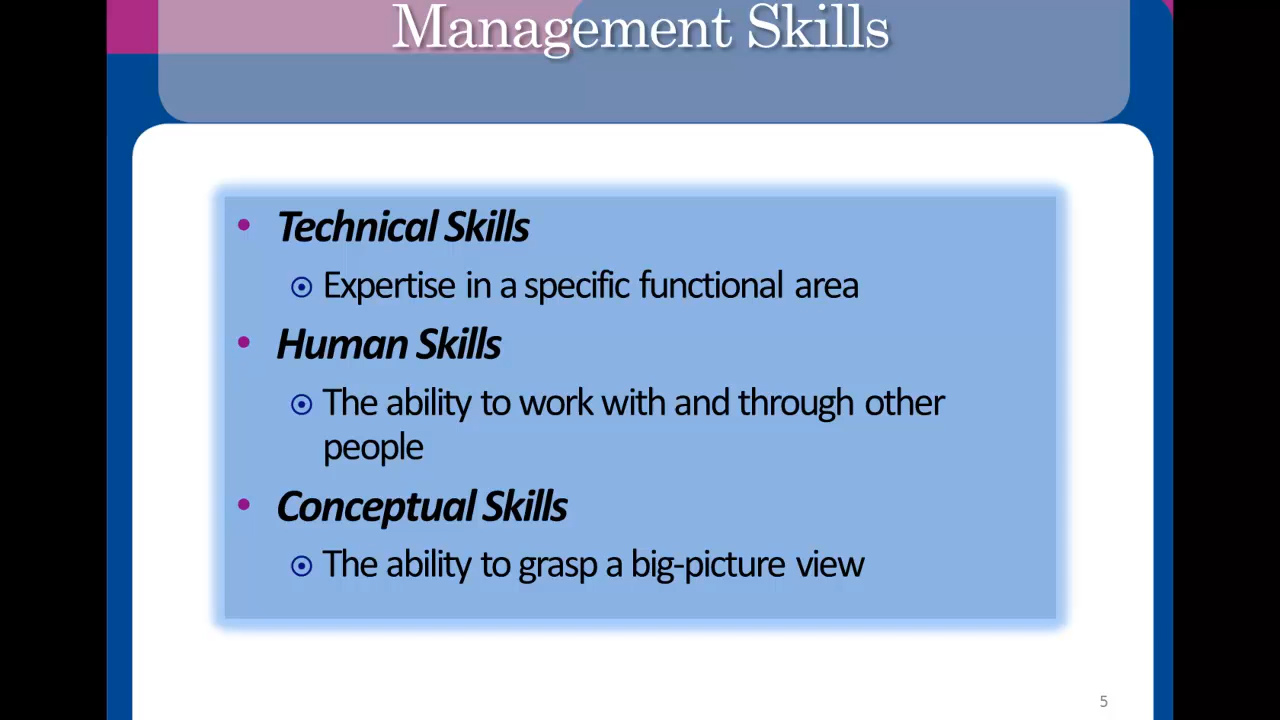 Management Skills
• Technical Skills
Expertise in a specific functional area
• Human Skills
The ability to work with and through other
people
• Conceptual Skills
The ability to grasp a big-picture view
5